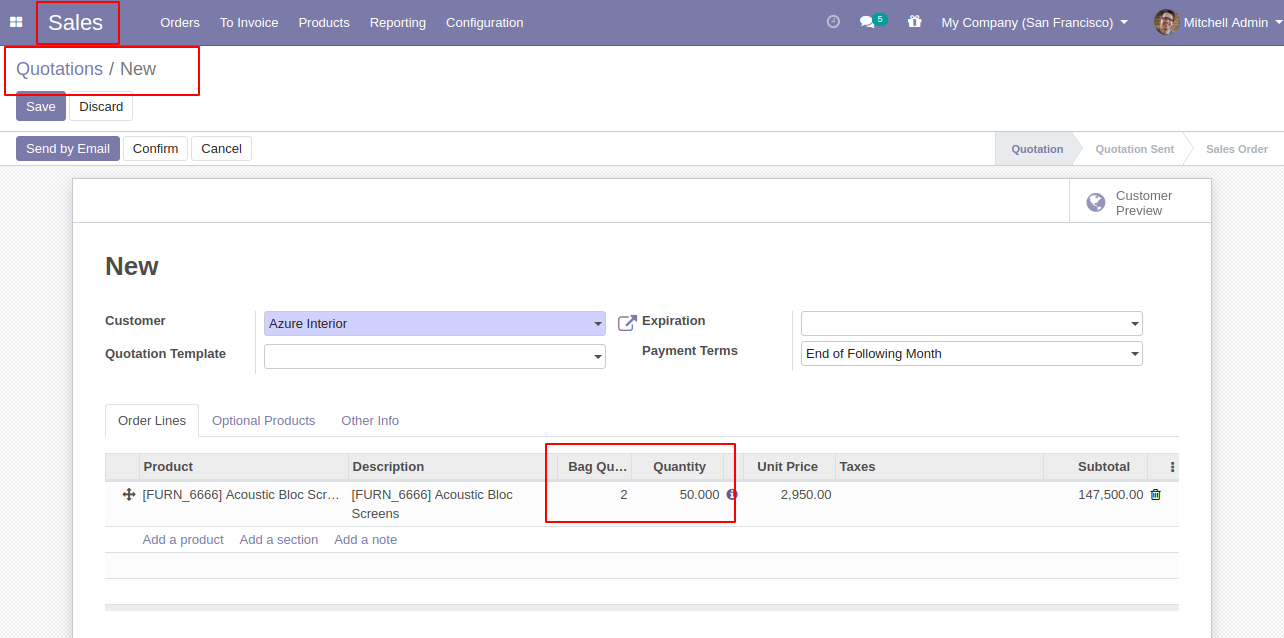 Sales Orders To Invoice Products Reporting Configuration 5 My Company (San Francisco) Mitchell Admin
Quotations / New
Save Discard
Send by Email Confirm Cancel Quotation Quotation Sent Sales Order
Customer
Preview
New
Customer Azure Interior Expiration
Quotation Template Payment Terms End of Following Month
Order Lines Optional Products Other Info
Product Description Bag Qu... Quantity Unit Price Taxes Subtotal
[FURN_6666] Acoustic Bloc Scr... [FURN_6666] Acoustic Bloc 2 50.000 2,950.00 147,500.00
Screens
Add a product Add a section Add a note